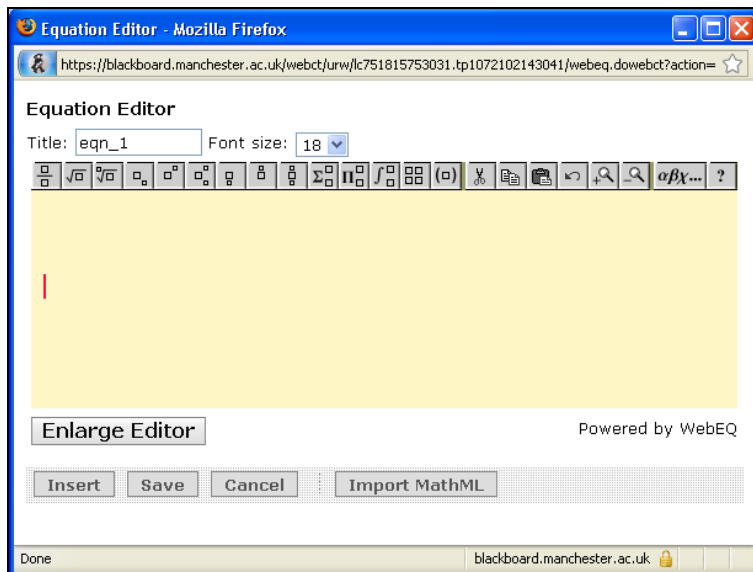 Equation Editor - Mozilla Firefox
https://blackboard.manchester.ac.uk/webct/urw/lc751815753031.tp1072102143041/webeq.dowebct?action=
Equation Editor
Title: eqn_1 Font size: 18
αβχ... ?
Enlarge Editor Powered by WebEQ
Insert Save Cancel Import MathML
Done blackboard.manchester.ac.uk